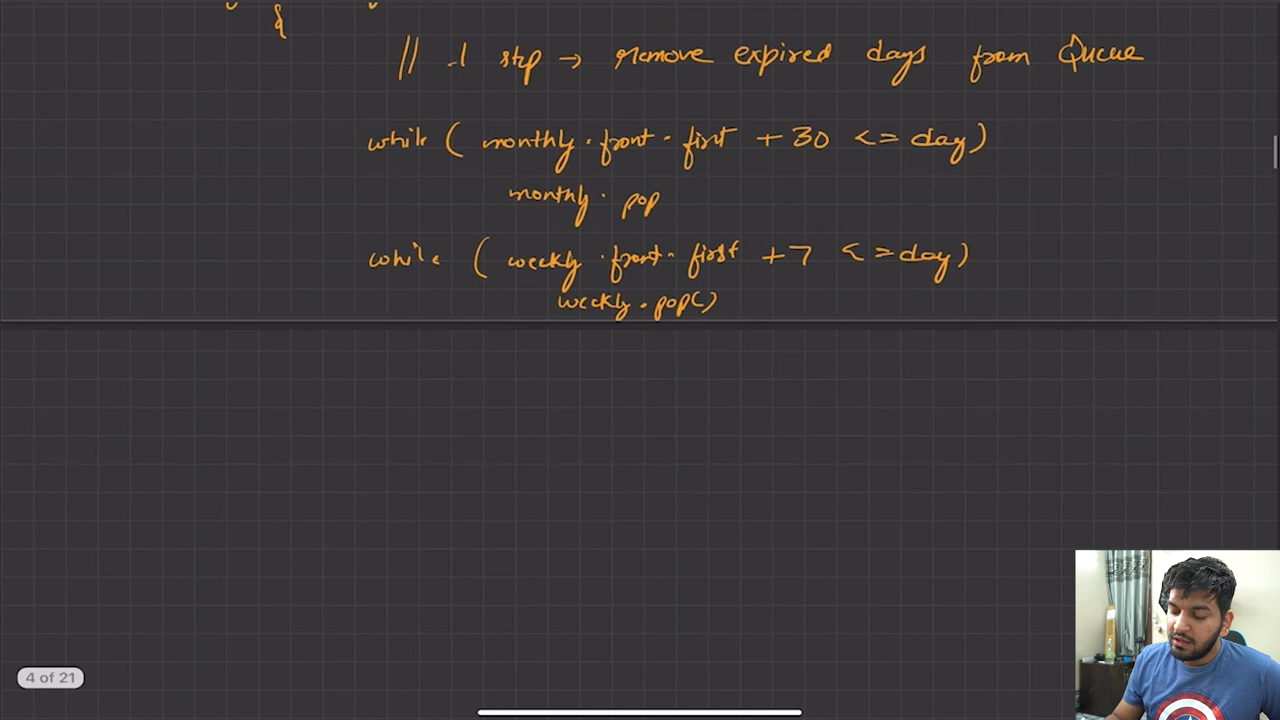 {
// 1 step → remove expired days from Queue
while ( monthly . front . first + 30 <= day )
monthly . pop
while ( weekly . front . first + 7 <= day )
weekly . pop()
4 of 21